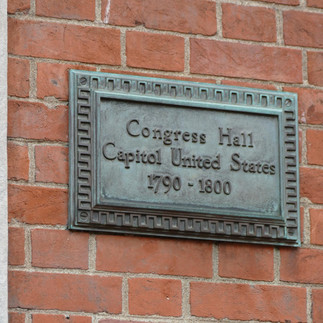 Congress Hall
Capitol United States
1790 - 1800